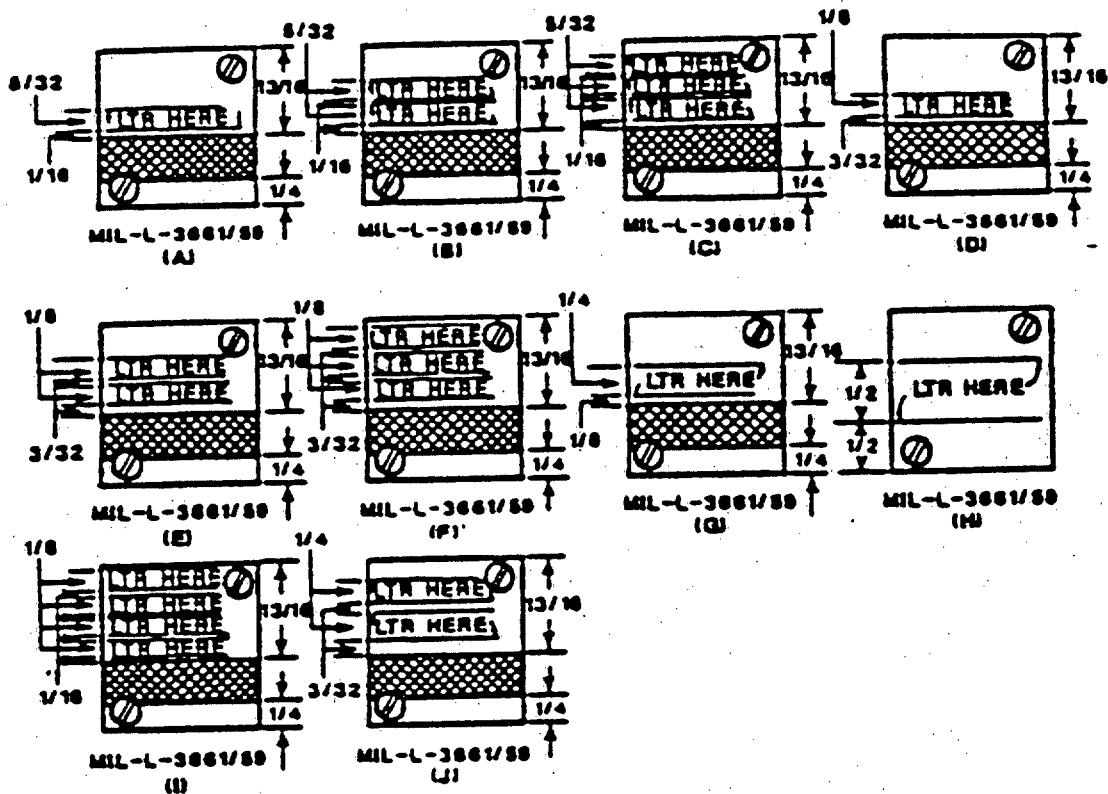 5/32
LTR HERE
1/16
13/16
1/4
MIL-L-3661/59
(A)
5/32
LTR HERE
LTR HERE
1/16
13/16
1/4
MIL-L-3661/59
(B)
5/32
LTR HERE
LTR HERE
LTR HERE
1/16
13/16
1/4
MIL-L-3661/59
(C)
1/8
LTR HERE
3/32
13/16
1/4
MIL-L-3661/59
(D)
1/8
LTR HERE
LTR HERE
3/32
13/16
1/4
MIL-L-3661/59
(E)
1/8
LTR HERE
LTR HERE
LTR HERE
3/32
13/16
1/4
MIL-L-3661/59
(F)
1/4
LTR HERE
1/8
13/16
1/4
MIL-L-3661/59
(G)
LTR HERE
1/2
1/2
MIL-L-3661/59
(H)
1/8
LTR HERE
LTR HERE
LTR HERE
LTR HERE
1/16
13/16
1/4
MIL-L-3661/59
(I)
1/4
LTR HERE
LTR HERE
3/32
13/16
1/4
MIL-L-3661/59
(J)